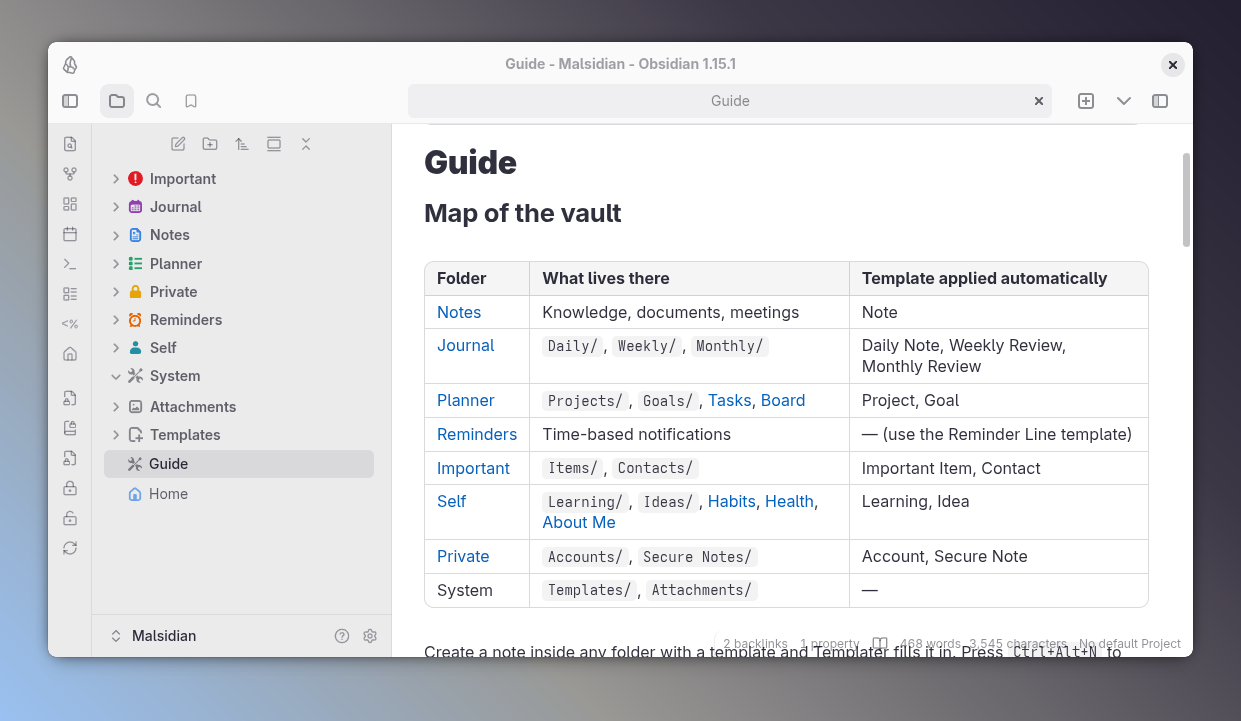 Guide - Malsidian - Obsidian 1.15.1
Guide
Important
Journal
Notes
Planner
Private
Reminders
Self
System
Attachments
Templates
Guide
Home
Malsidian
<%
Guide
Map of the vault
Folder What lives there Template applied automatically
Notes Knowledge, documents, meetings Note
Journal Daily/, Weekly/, Monthly/ Daily Note, Weekly Review,
Monthly Review
Planner Projects/, Goals/, Tasks, Board Project, Goal
Reminders Time-based notifications — (use the Reminder Line template)
Important Items/, Contacts/ Important Item, Contact
Self Learning/, Ideas/, Habits, Health, Learning, Idea
About Me
Private Accounts/, Secure Notes/ Account, Secure Note
System Templates/, Attachments/ —
2 backlinks 1 property 468 words 3,545 characters No default Project
Create a note inside any folder with a template and Templater fills it in. Press Ctrl+Alt+N to